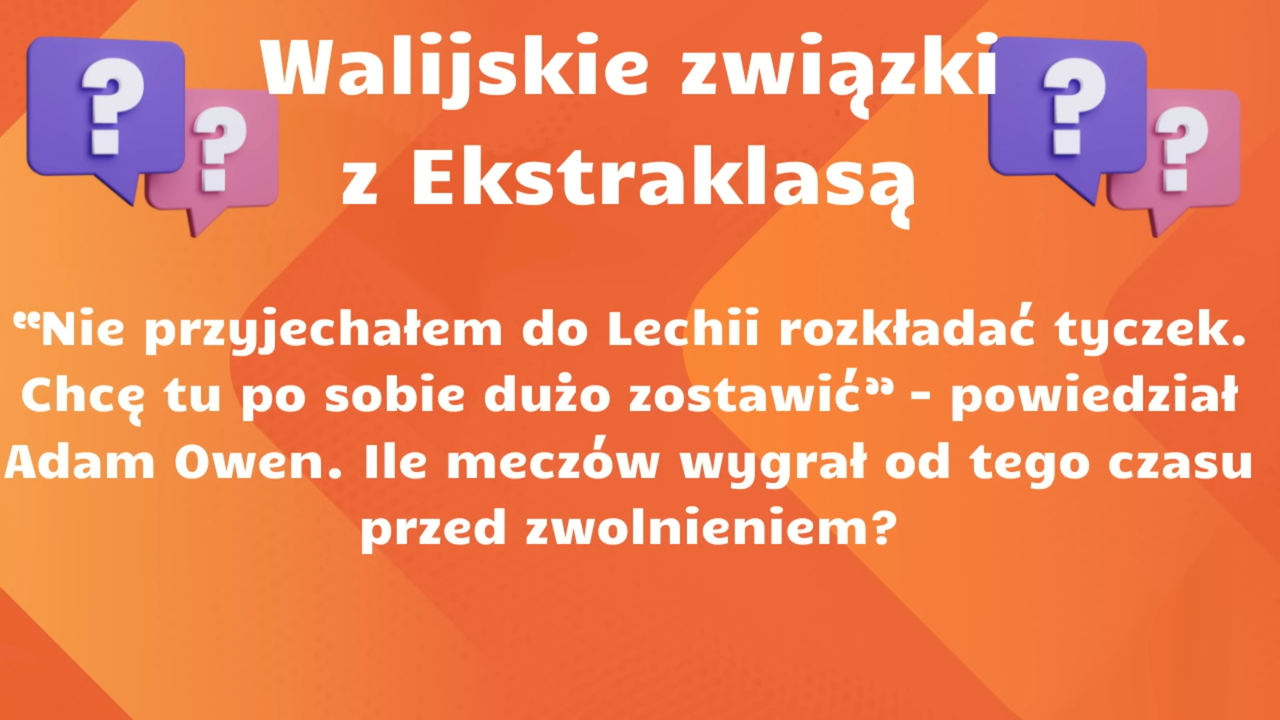 Walijskie związki
z Ekstraklasą
? ?
? ?
“Nie przyjechałem do Lechii rozkładać tyczek.
Chcę tu po sobie dużo zostawić” - powiedział
Adam Owen. Ile meczów wygrał od tego czasu
przed zwolnieniem?